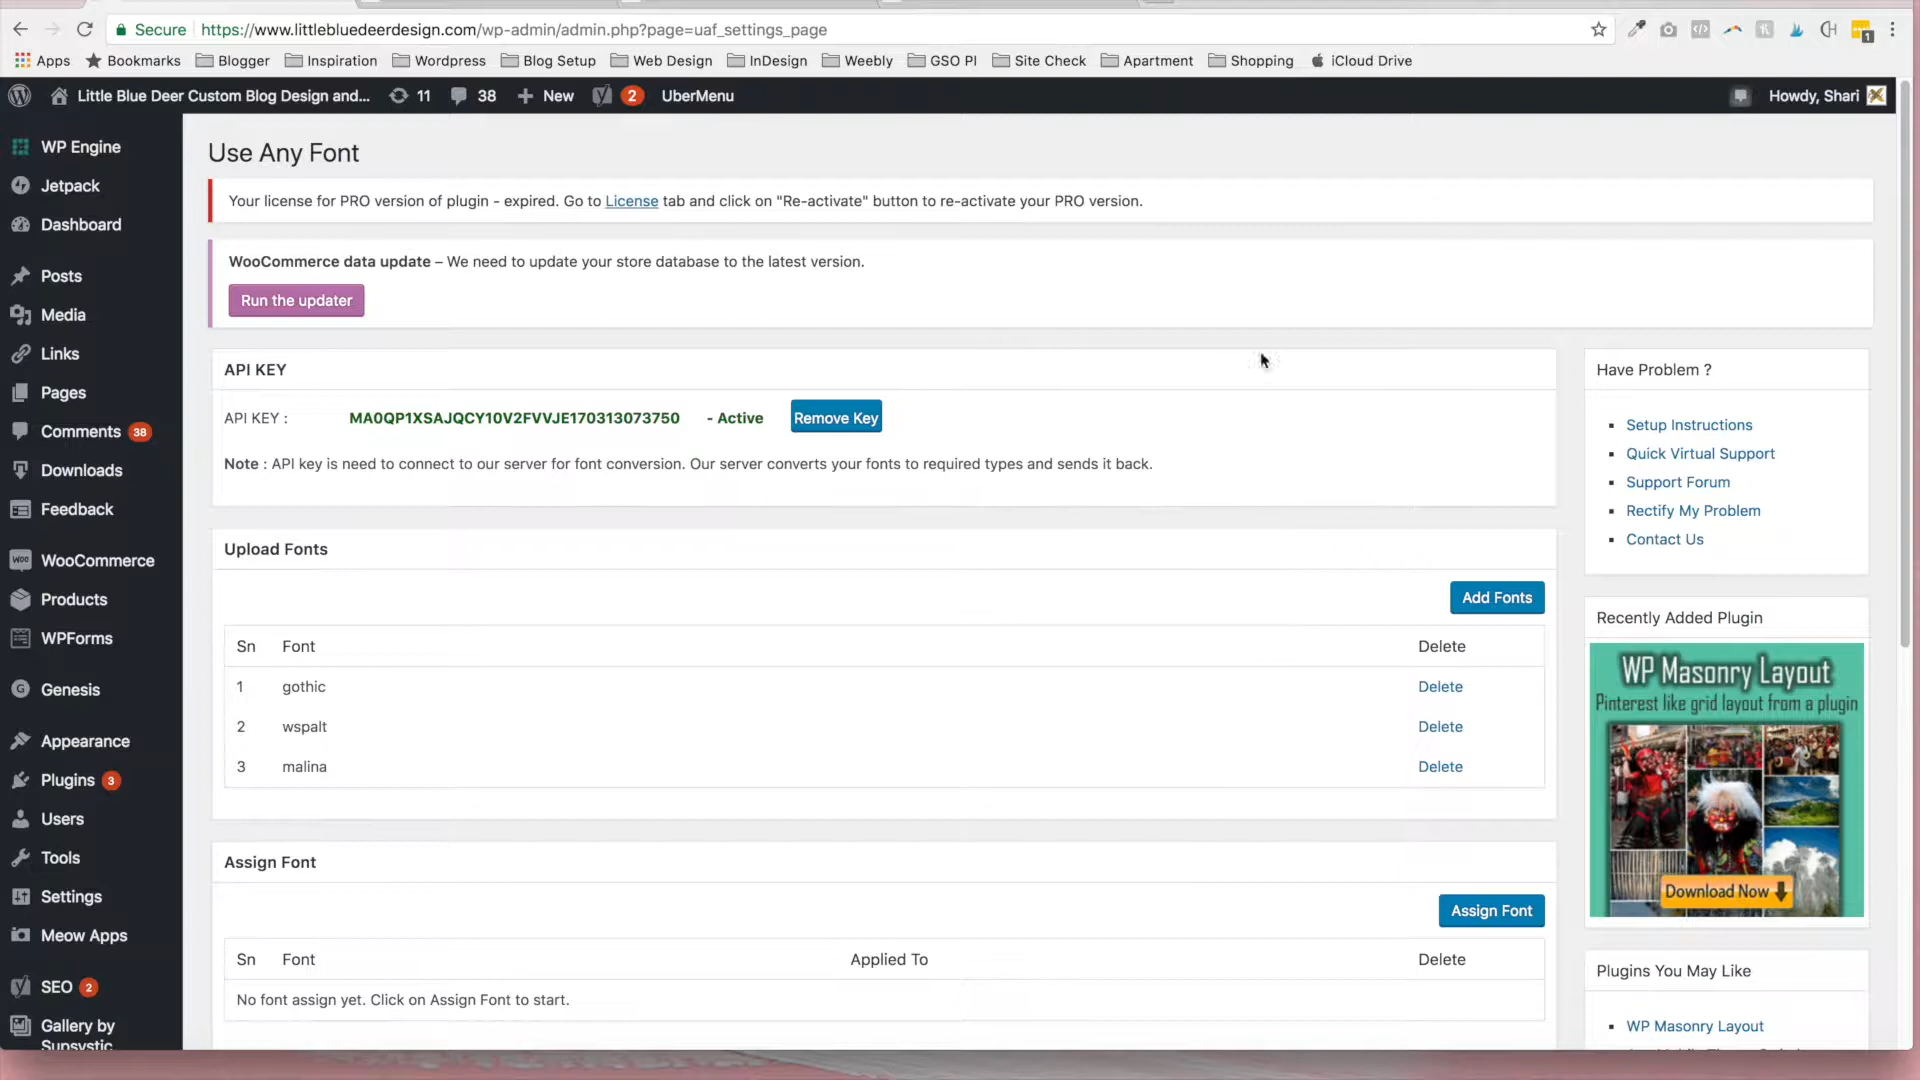 Secure https://www.littlebluedeerdesign.com/wp-admin/admin.php?page=uaf_settings_page
1
Apps Bookmarks Blogger Inspiration Wordpress Blog Setup Web Design InDesign Weebly GSO PI Site Check Apartment Shopping iCloud Drive
Little Blue Deer Custom Blog Design and... 11 38 New 2 UberMenu Howdy, Shari
WP Engine
Jetpack
Dashboard
Posts
Media
Links
Pages
Comments 38
Downloads
Feedback
Woo WooCommerce
Products
WPForms
Genesis
Appearance
Plugins 3
Users
Tools
Settings
Meow Apps
SEO 2
Gallery by
Supsystic
Use Any Font
Your license for PRO version of plugin - expired. Go to License tab and click on "Re-activate" button to re-activate your PRO version.
WooCommerce data update – We need to update your store database to the latest version.
Run the updater
API KEY
API KEY : MA0QP1XSAJQCY10V2FVVJE170313073750 - Active Remove Key
Note : API key is need to connect to our server for font conversion. Our server converts your fonts to required types and sends it back.
Upload Fonts
Add Fonts
Sn Font Delete
1 gothic Delete
2 wspalt Delete
3 malina Delete
Assign Font
Assign Font
Sn Font Applied To Delete
No font assign yet. Click on Assign Font to start.
Have Problem ?
Setup Instructions
Quick Virtual Support
Support Forum
Rectify My Problem
Contact Us
Recently Added Plugin
WP Masonry Layout
Pinterest like grid layout from a plugin
Download Now
Plugins You May Like
WP Masonry Layout